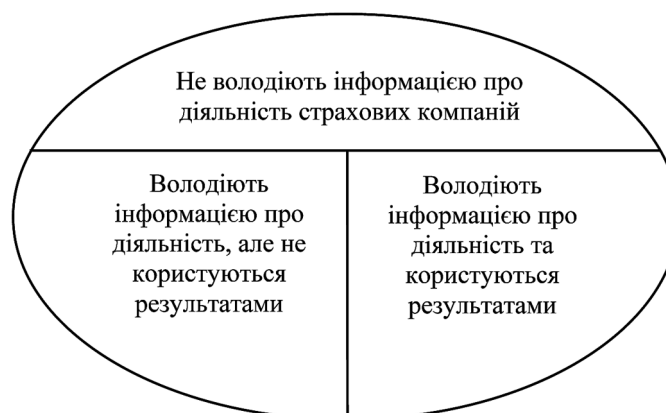 Не володіють інформацією про
діяльність страхових компаній
Володіють
інформацією про
діяльність, але не
користуються
результатами
Володіють
інформацією про
діяльність та
користуються
результатами